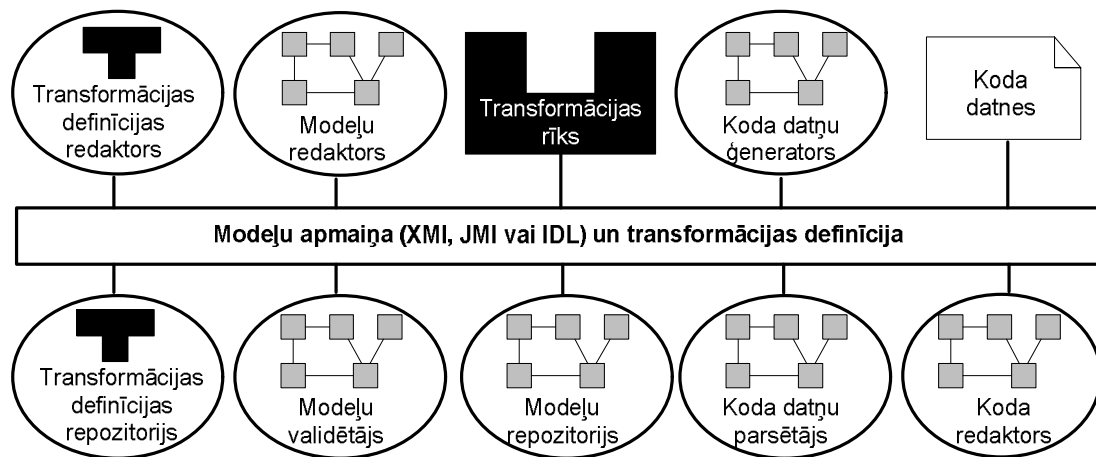 Transformācijas
definīcijas
redaktors
Modeļu
redaktors
Transformācijas
rīks
Koda datņu
ģenerators
Koda
datnes
Modeļu apmaiņa (XMI, JMI vai IDL) un transformācijas definīcija
Transformācijas
definīcijas
repozitorijs
Modeļu
validētājs
Modeļu
repozitorijs
Koda datņu
parsētājs
Koda
redaktors